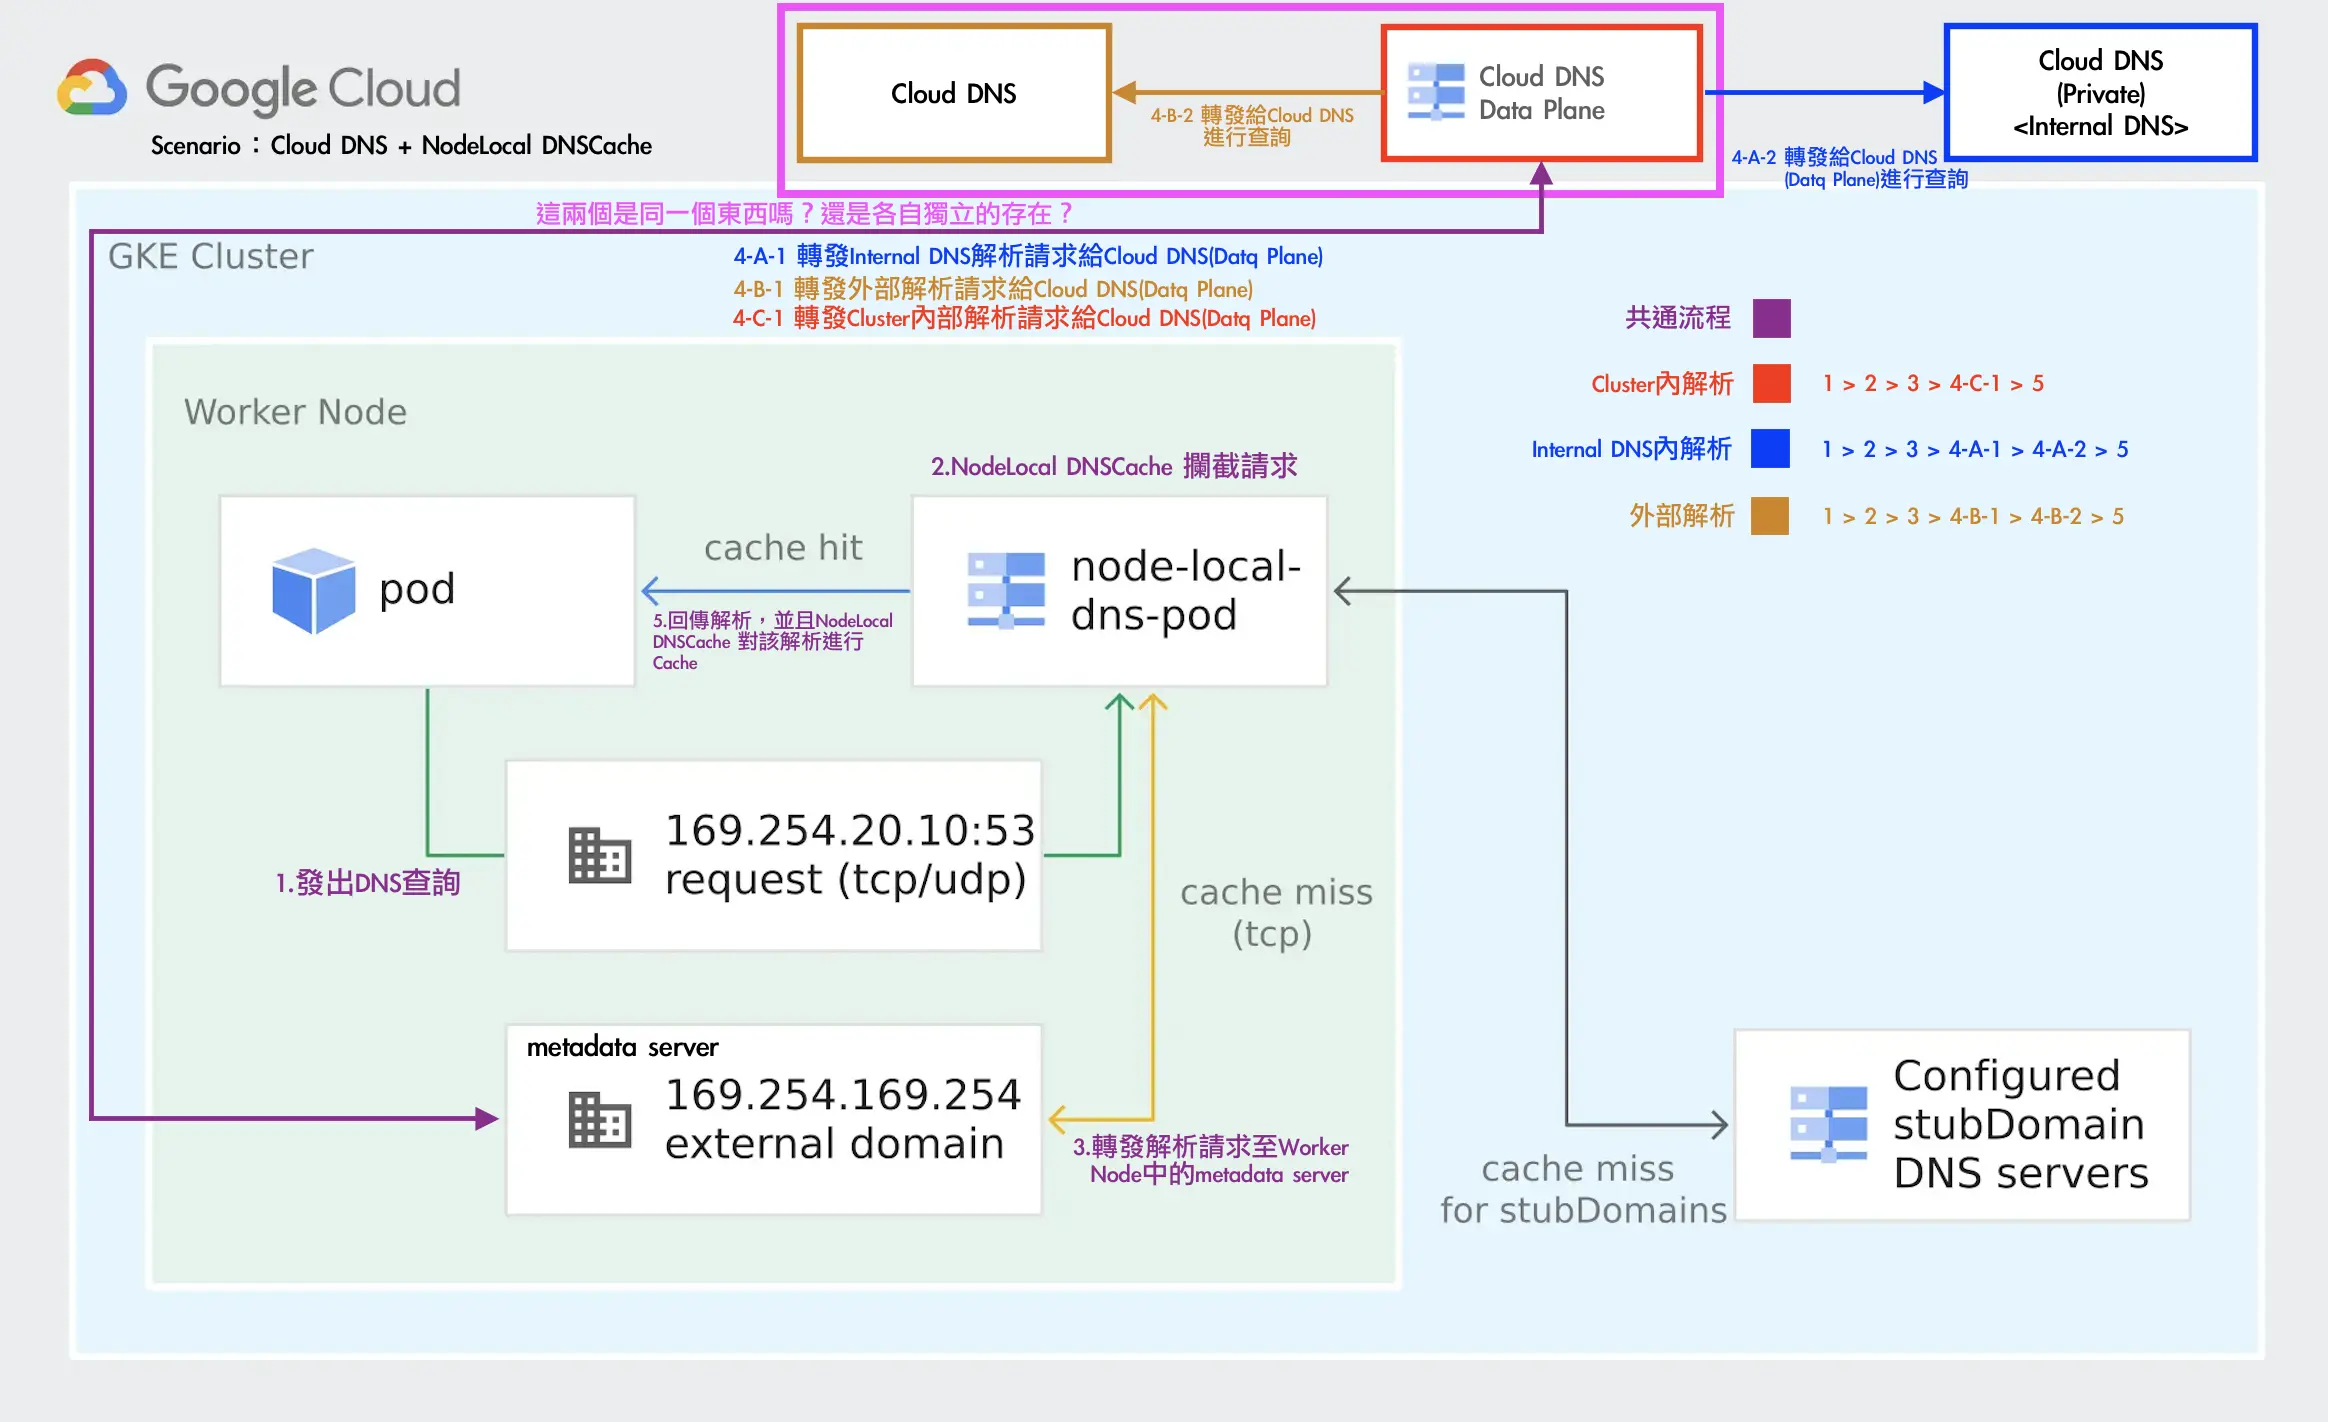 Google Cloud
Scenario：Cloud DNS + NodeLocal DNSCache
Cloud DNS
4-B-2 轉發給Cloud DNS
進行查詢
Cloud DNS
Data Plane
Cloud DNS
(Private)
<Internal DNS>
4-A-2 轉發給Cloud DNS
(Datq Plane)進行查詢
這兩個是同一個東西嗎？還是各自獨立的存在？
GKE Cluster
4-A-1 轉發Internal DNS解析請求給Cloud DNS(Datq Plane)
4-B-1 轉發外部解析請求給Cloud DNS(Datq Plane)
4-C-1 轉發Cluster內部解析請求給Cloud DNS(Datq Plane)
共通流程
Cluster內解析 1 > 2 > 3 > 4-C-1 > 5
Internal DNS內解析 1 > 2 > 3 > 4-A-1 > 4-A-2 > 5
外部解析 1 > 2 > 3 > 4-B-1 > 4-B-2 > 5
Worker Node
2.NodeLocal DNSCache 攔截請求
pod
cache hit
5.回傳解析，並且NodeLocal
DNSCache 對該解析進行
Cache
node-local-
dns-pod
169.254.20.10:53
request (tcp/udp)
1.發出DNS查詢
cache miss
(tcp)
metadata server
169.254.169.254
external domain
3.轉發解析請求至Worker
Node中的metadata server
cache miss
for stubDomains
Configured
stubDomain
DNS servers